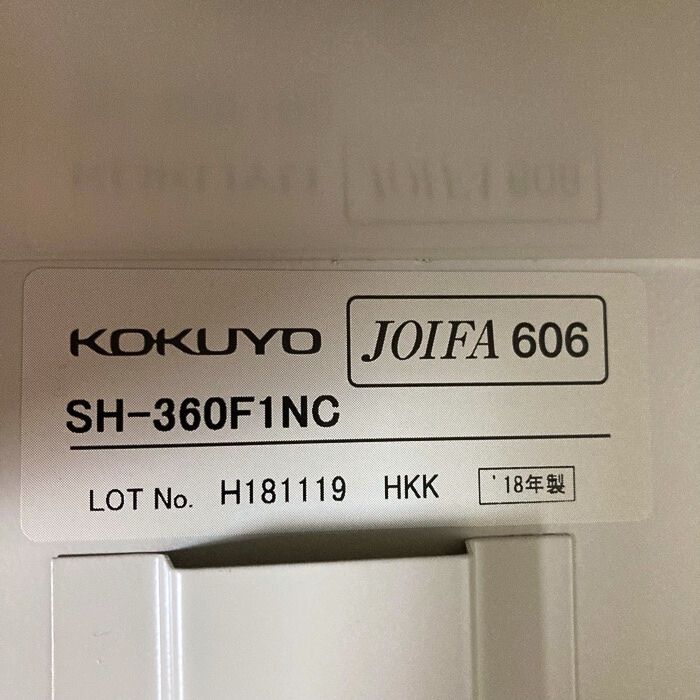 KOKUYO JOIFA 606
SH-360F1NC
LOT No. H181119 HKK '18年製